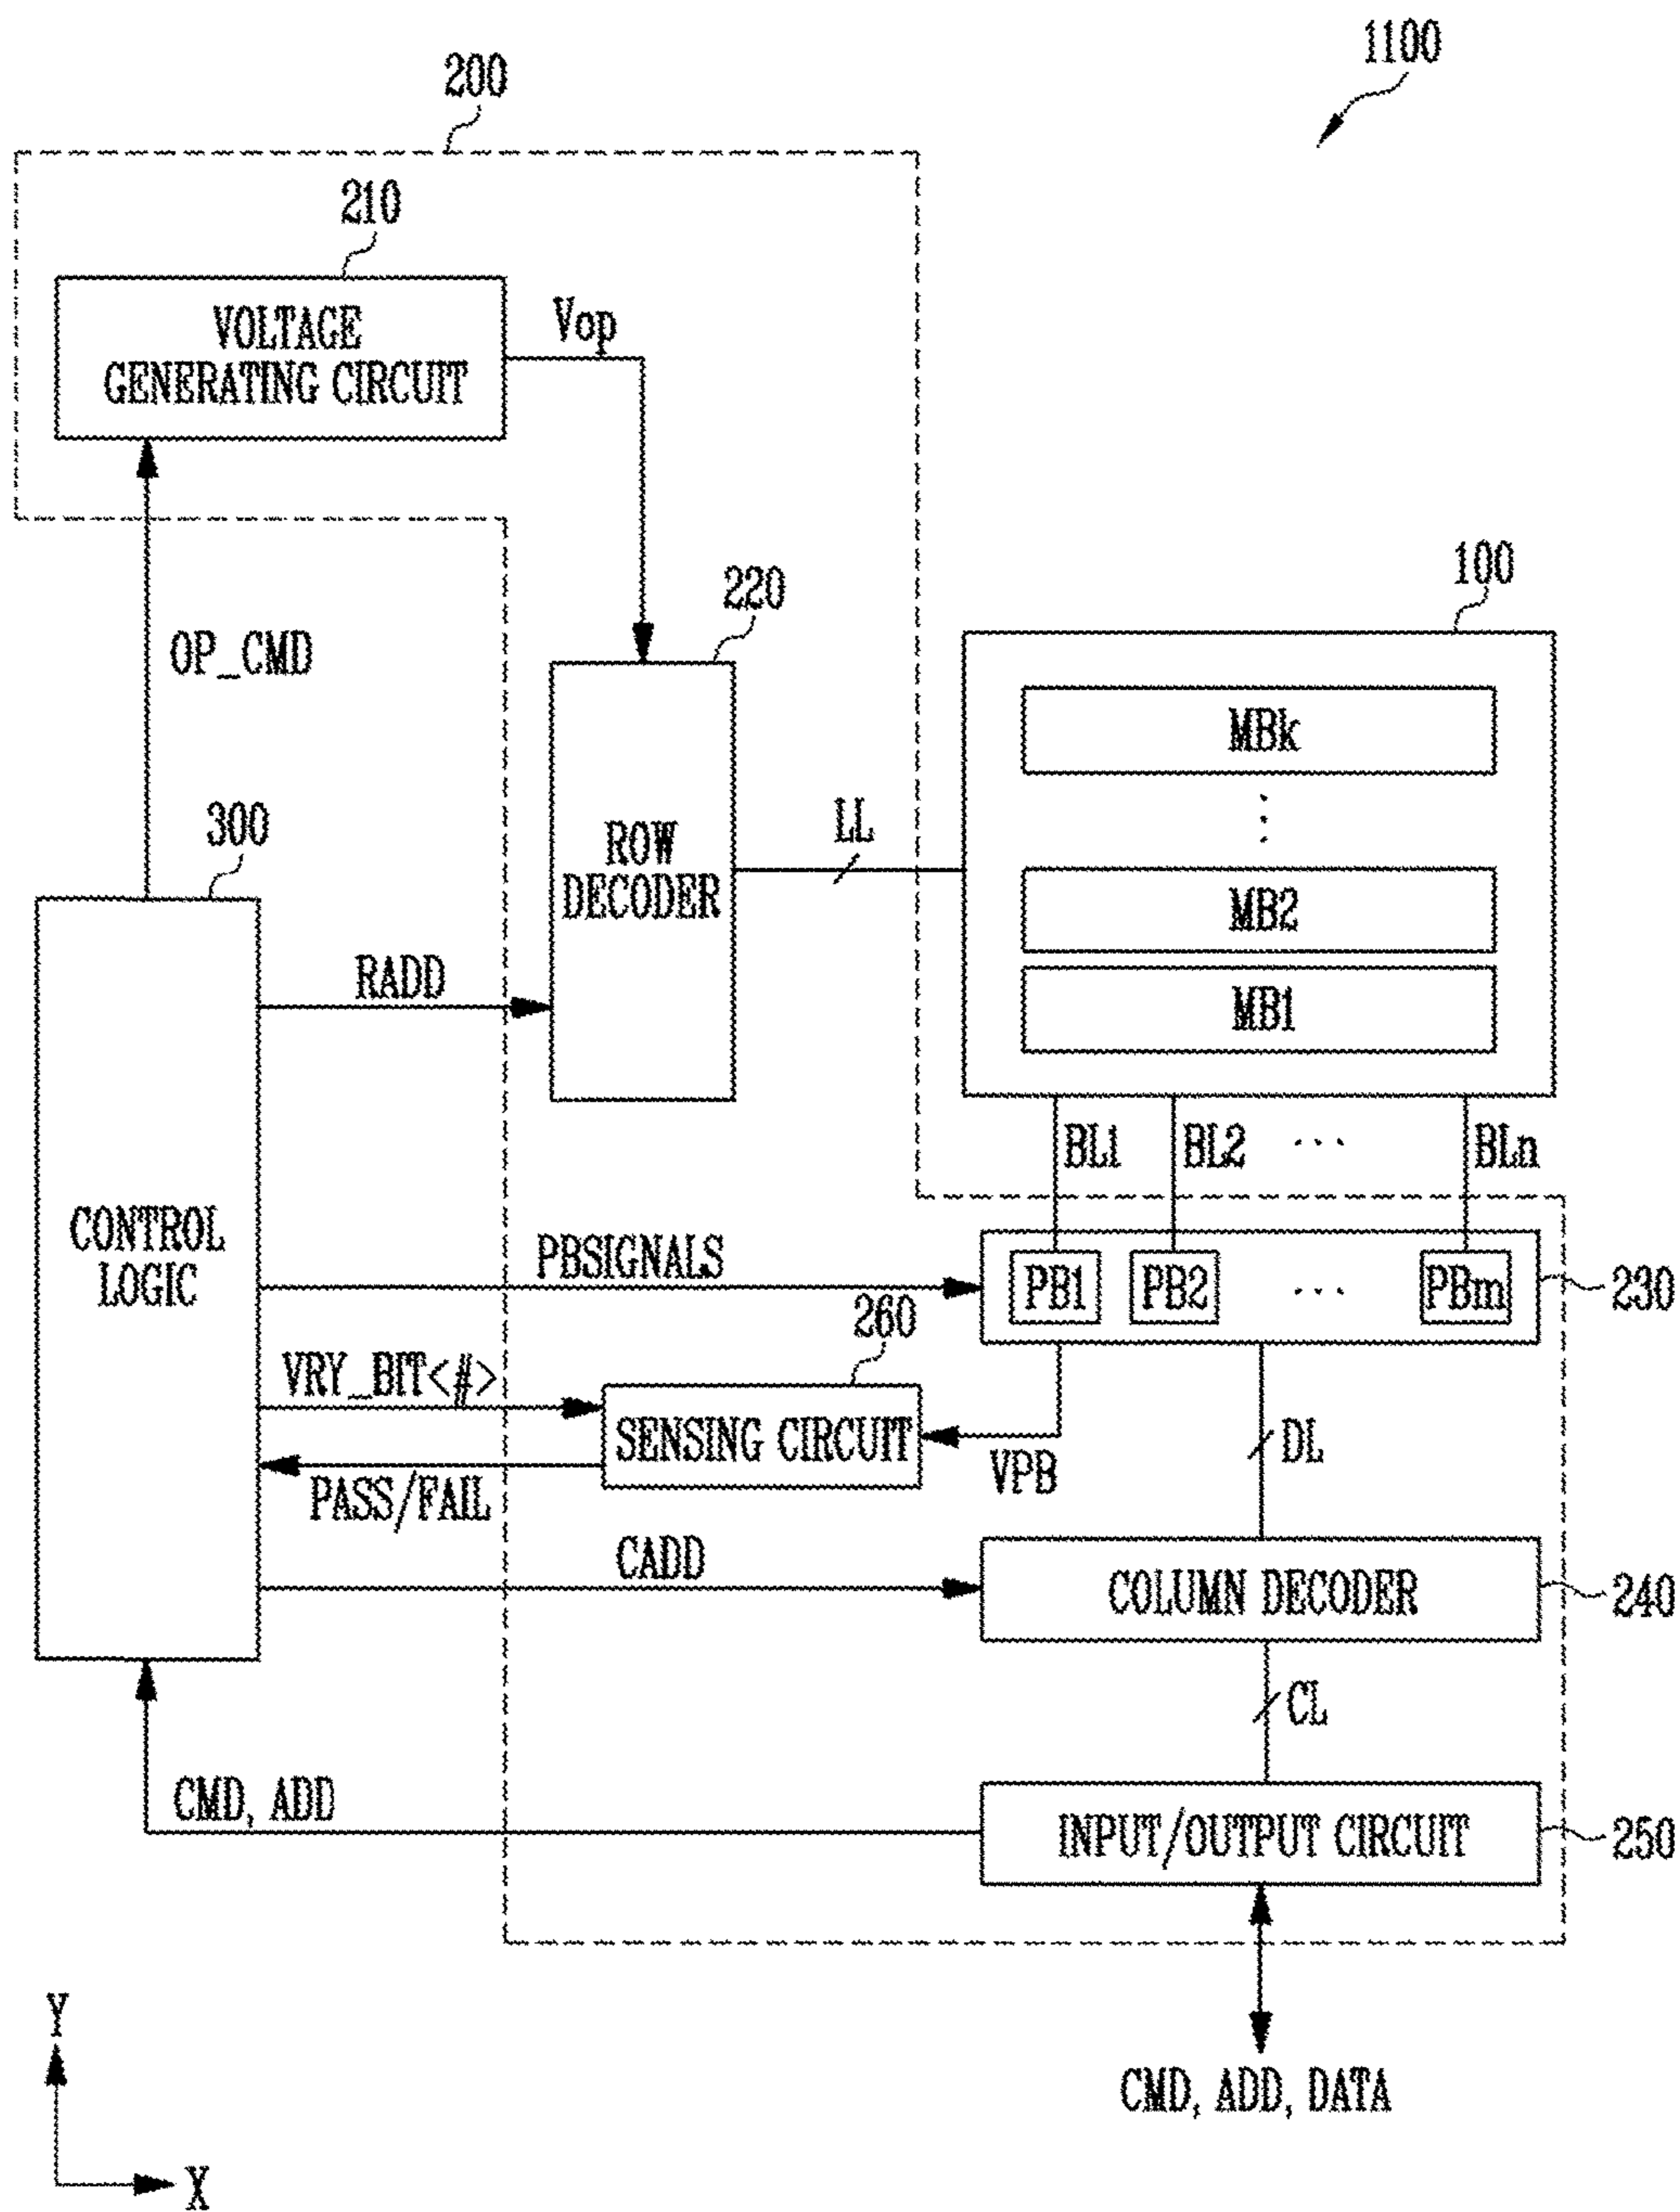 1100
200
210
VOLTAGE
GENERATING CIRCUIT
Vop
OP_CMD
220
100
300
ROW
DECODER
LL
MBk
MB2
MB1
RADD
BL1
BL2
...
BLn
CONTROL
LOGIC
PBSIGNALS
PB1
PB2
...
PBm
230
260
VRY_BIT<#>
SENSING CIRCUIT
VPB
DL
PASS/FAIL
CADD
COLUMN DECODER
240
CL
CMD, ADD
INPUT/OUTPUT CIRCUIT
250
CMD, ADD, DATA
Y
X